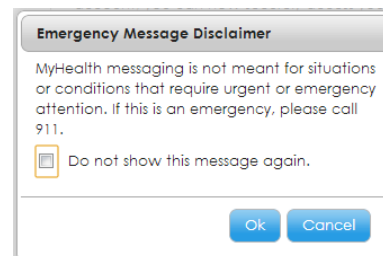 Emergency Message Disclaimer
MyHealth messaging is not meant for situations
or conditions that require urgent or emergency
attention. If this is an emergency, please call
911.
Do not show this message again.
Ok Cancel